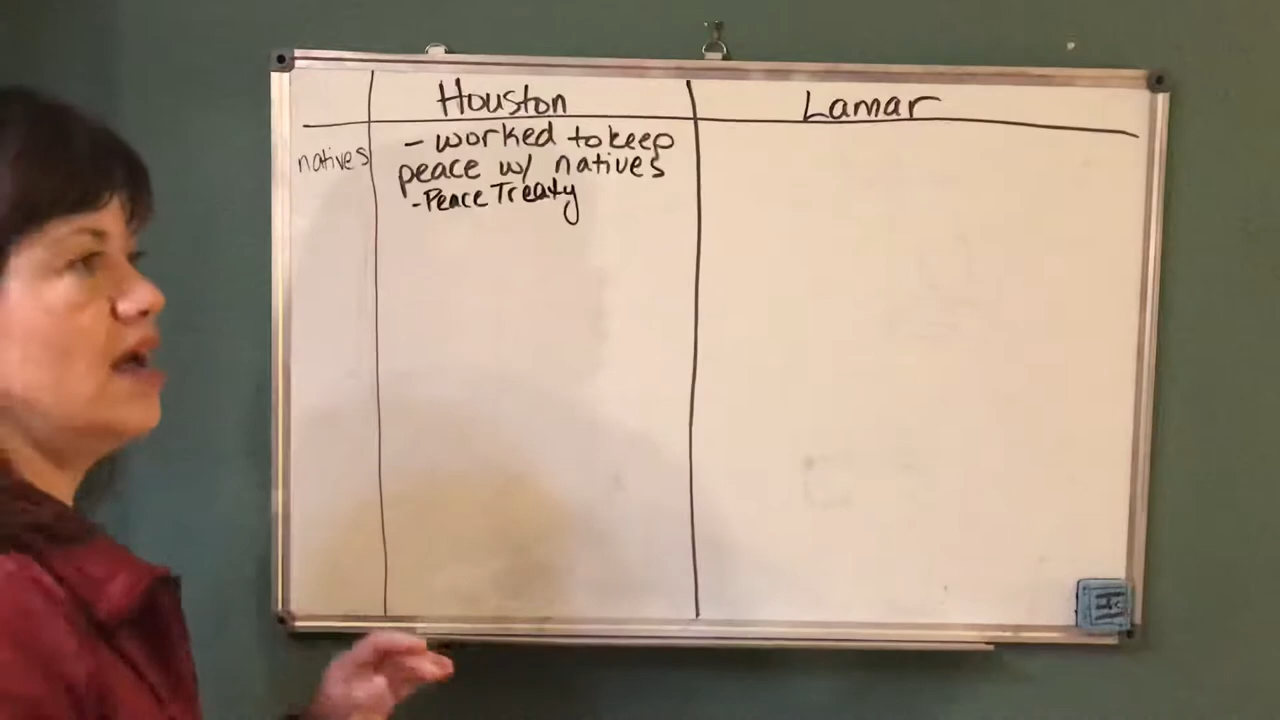 Houston
Lamar
natives
- worked to keep
peace w/ natives
- Peace Treaty